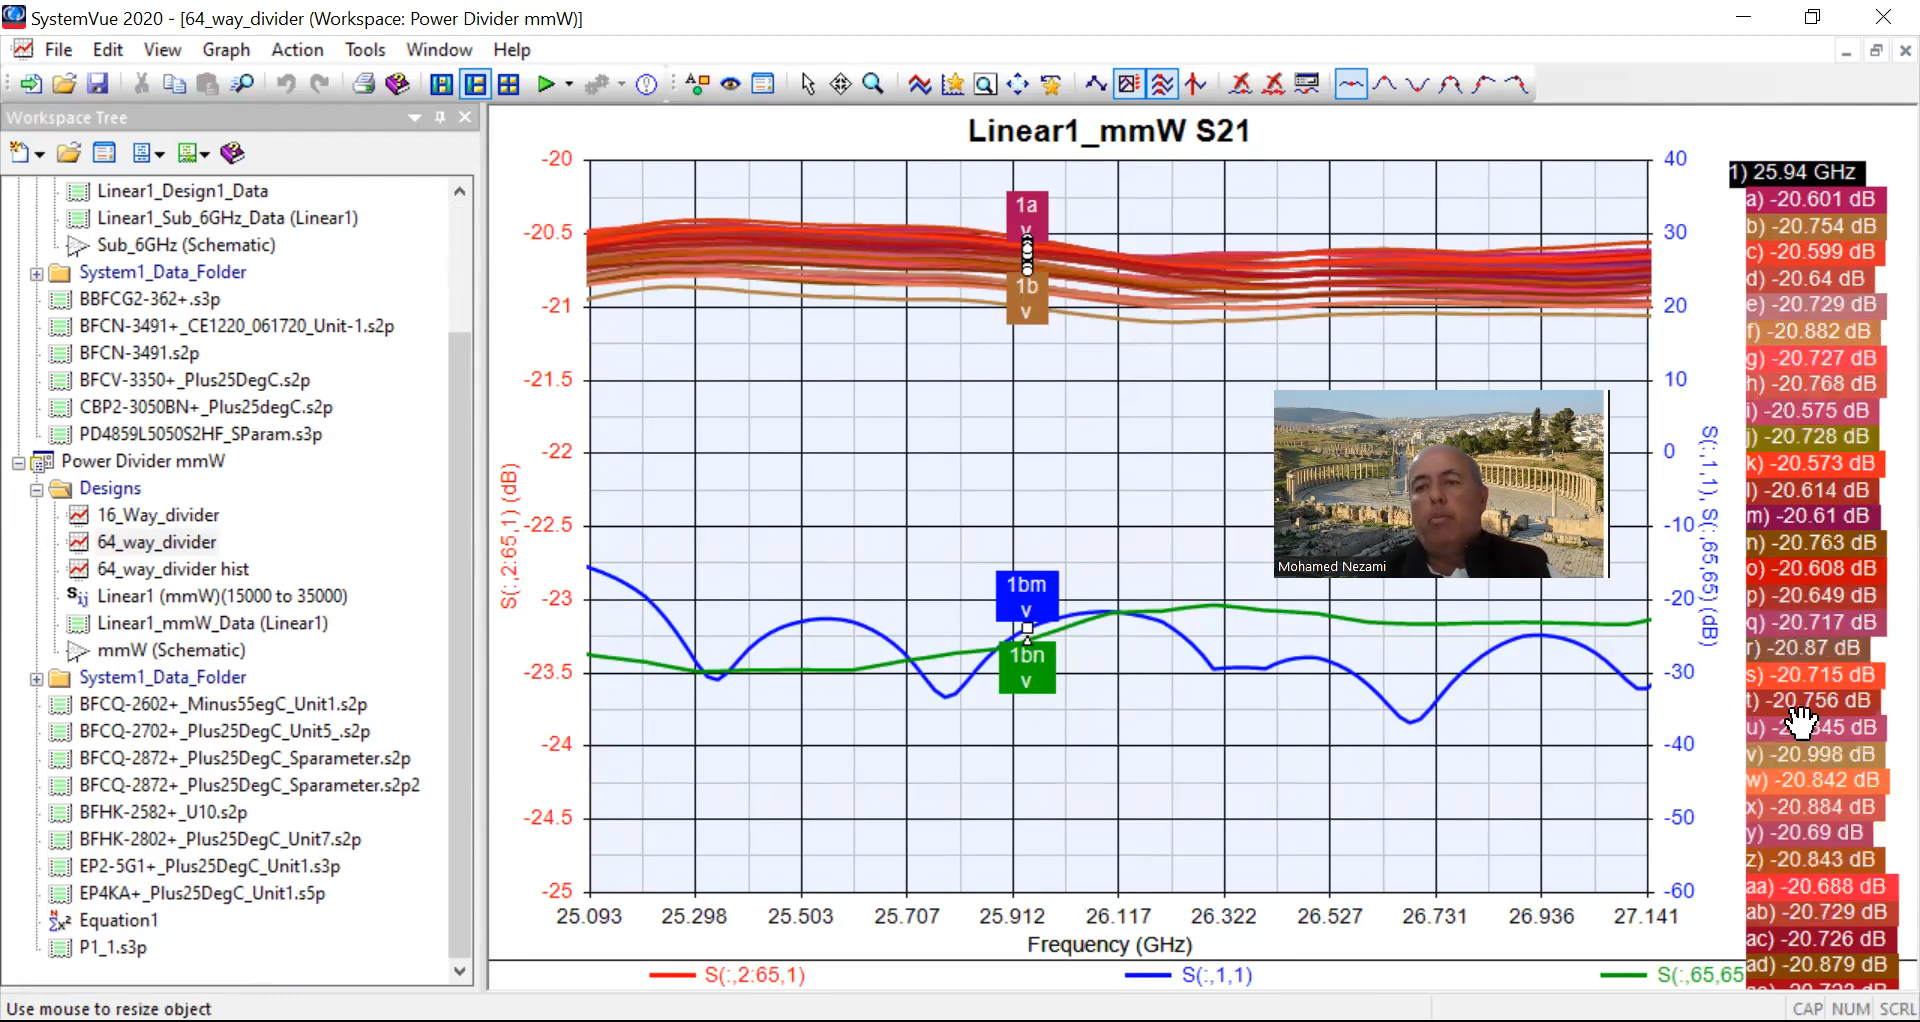 SystemVue 2020 - [64_way_divider (Workspace: Power Divider mmW)]
File Edit View Graph Action Tools Window Help
Workspace Tree
Linear1_Design1_Data
Linear1_Sub_6GHz_Data (Linear1)
Sub_6GHz (Schematic)
System1_Data_Folder
BBFCG2-362+.s3p
BFCN-3491+_CE1220_061720_Unit-1.s2p
BFCN-3491.s2p
BFCV-3350+_Plus25DegC.s2p
CBP2-3050BN+_Plus25degC.s2p
PD4859L5050S2HF_SParam.s3p
Power Divider mmW
Designs
16_Way_divider
64_way_divider
64_way_divider hist
Linear1 (mmW)(15000 to 35000)
Linear1_mmW_Data (Linear1)
mmW (Schematic)
System1_Data_Folder
BFCQ-2602+_Minus55egC_Unit1.s2p
BFCQ-2702+_Plus25DegC_Unit5_.s2p
BFCQ-2872+_Plus25DegC_Sparameter.s2p
BFCQ-2872+_Plus25DegC_Sparameter.s2p2
BFHK-2582+_U10.s2p
BFHK-2802+_Plus25DegC_Unit7.s2p
EP2-5G1+_Plus25DegC_Unit1.s3p
EP4KA+_Plus25DegC_Unit1.s5p
Equation1
P1_1.s3p
Linear1_mmW S21
-20
-20.5
-21
-21.5
-22
-22.5
-23
-23.5
-24
-24.5
-25
S(:,2:65,1) (dB)
1a
1b
1bm
1bn
Mohamed Nezami
40
30
20
10
0
-10
-20
-30
-40
-50
-60
S(:,1,1), S(:,65,65) (dB)
25.093 25.298 25.503 25.707 25.912 26.117 26.322 26.527 26.731 26.936 27.141
Frequency (GHz)
S(:,2:65,1) S(:,1,1) S(:,65,65
1) 25.94 GHz
a) -20.601 dB
b) -20.754 dB
c) -20.599 dB
d) -20.64 dB
e) -20.729 dB
f) -20.882 dB
g) -20.727 dB
h) -20.768 dB
i) -20.575 dB
j) -20.728 dB
k) -20.573 dB
l) -20.614 dB
m) -20.61 dB
n) -20.763 dB
o) -20.608 dB
p) -20.649 dB
q) -20.717 dB
r) -20.87 dB
s) -20.715 dB
t) -20.756 dB
u) dB
v) -20.998 dB
w) -20.842 dB
x) -20.884 dB
y) -20.69 dB
z) -20.843 dB
aa) -20.688 dB
ab) -20.729 dB
ac) -20.726 dB
ad) -20.879 dB
Use mouse to resize object
CAP NUM SCRL